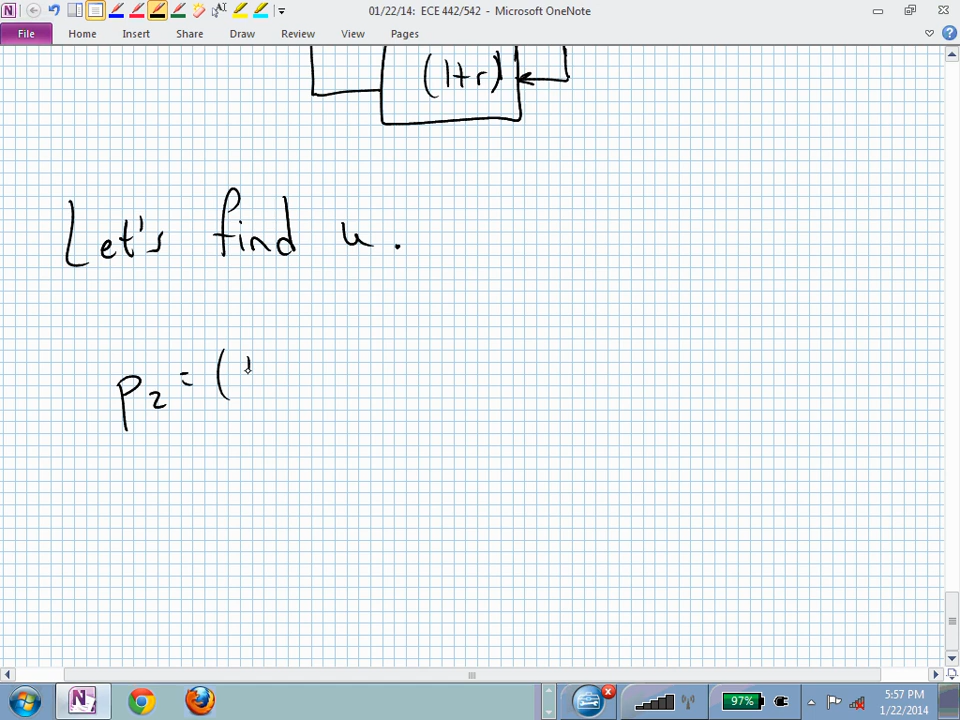 01/22/14: ECE 442/542 - Microsoft OneNote
File Home Insert Share Draw Review View Pages
(1+r)
Let's find u.
P2 = (1
97%
5:57 PM
1/22/2014